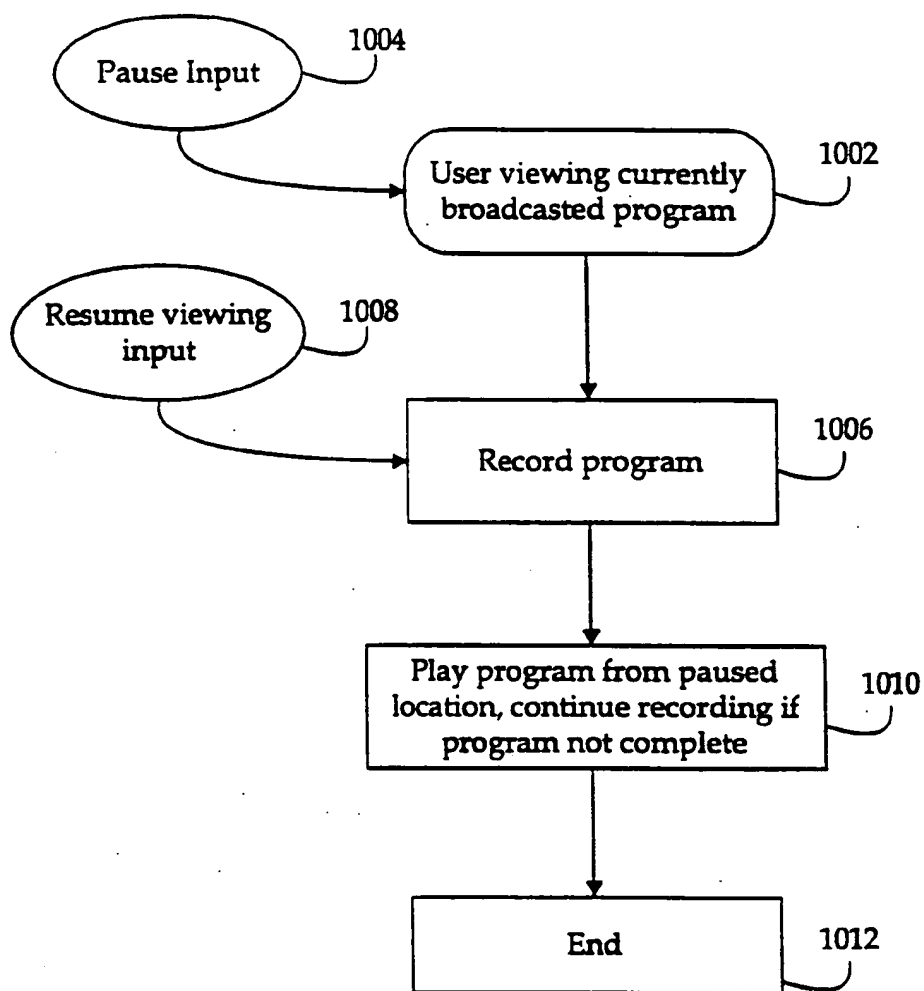 1004
Pause Input
1002
User viewing currently
broadcasted program
1008
Resume viewing
input
1006
Record program
Play program from paused
location, continue recording if
program not complete
1010
End
1012